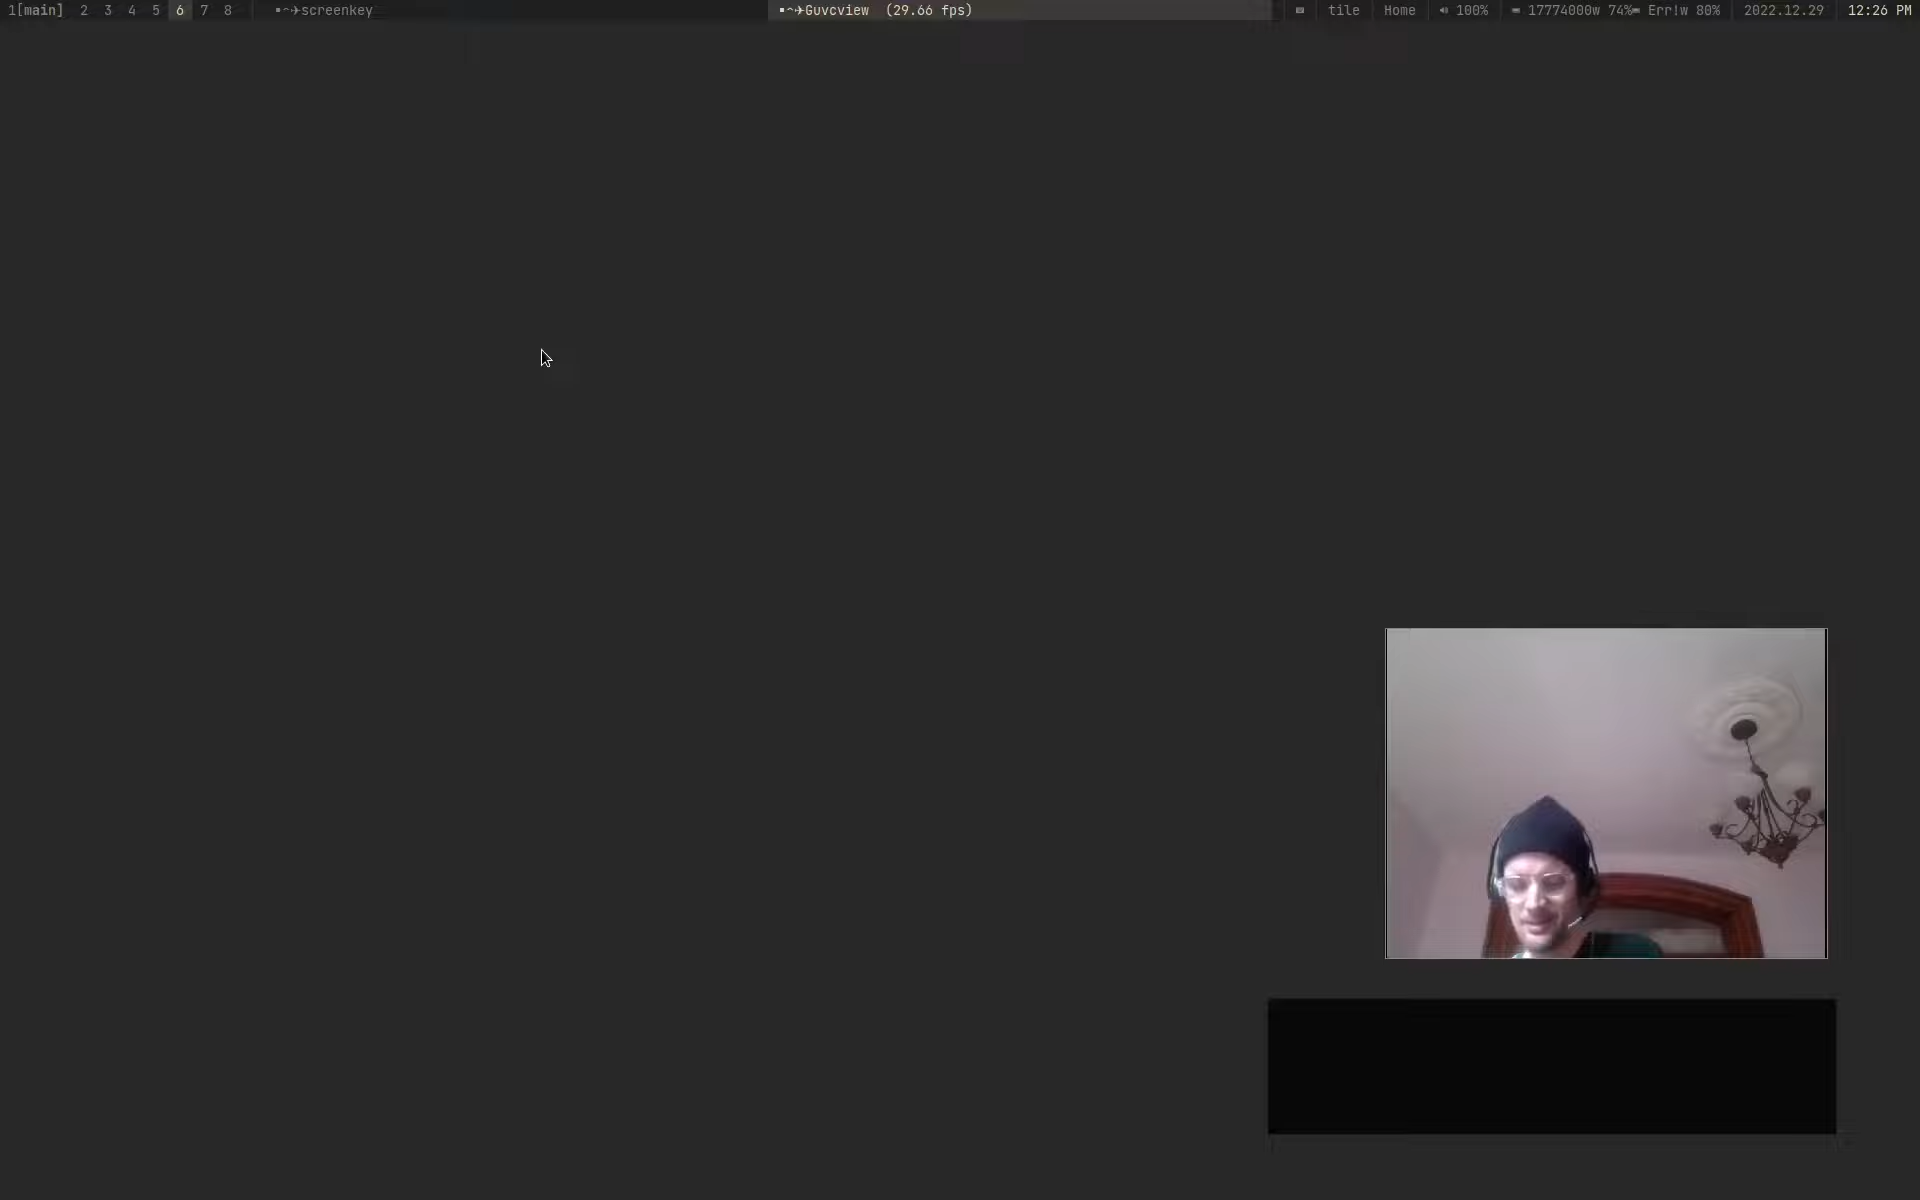 1[main] 2 3 4 5 6 7 8 ▪^✈screenkey ▪^✈Guvcview (29.66 fps) tile Home 100% 17774000w 74% Err!w 80% 2022.12.29 12:26 PM